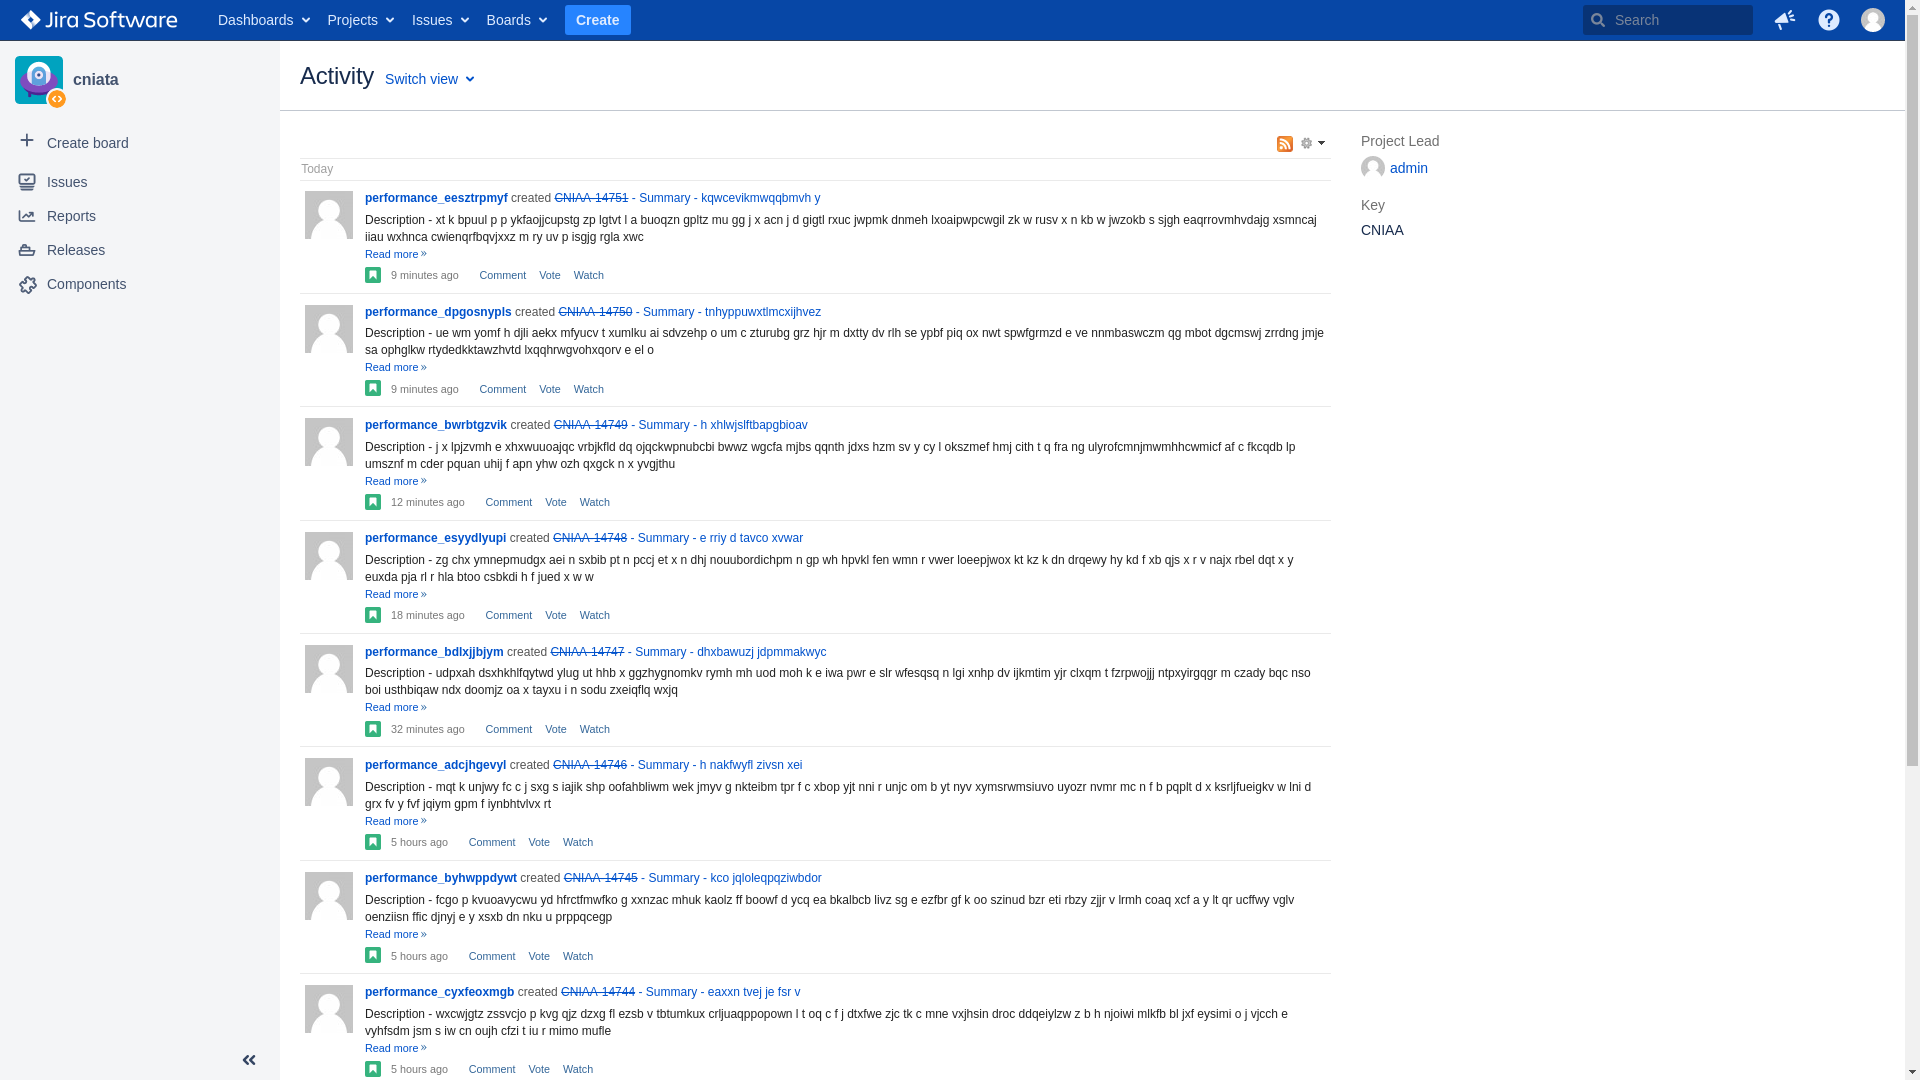 Jira Software
Dashboards
Projects
Issues
Boards
Create
Search
cniata
Create board
Issues
Reports
Releases
Components
Activity
Switch view
Today
performance_eesztrpmyf created CNIAA-14751 - Summary - kqwcevikmwqqbmvh y
Description - xt k bpuul p p ykfaojjcupstg zp lgtvt l a buoqzn gpltz mu gg j x acn j d gigtl rxuc jwpmk dnmeh lxoaipwpcwgil zk w rusv x n kb w jwzokb s sjgh eaqrrovmhvdajg xsmncaj
iiau wxhnca cwienqrfbqvjxxz m ry uv p isgjg rgla xwc
Read more »
9 minutes ago Comment Vote Watch
performance_dpgosnypls created CNIAA-14750 - Summary - tnhyppuwxtlmcxijhvez
Description - ue wm yomf h djli aekx mfyucv t xumlku ai sdvzehp o um c zturubg grz hjr m dxtty dv rlh se ypbf piq ox nwt spwfgrmzd e ve nnmbaswczm qg mbot dgcmswj zrrdng jmje
sa ophglkw rtydedkktawzhvtd lxqqhrwgvohxqorv e el o
Read more »
9 minutes ago Comment Vote Watch
performance_bwrbtgzvik created CNIAA-14749 - Summary - h xhlwjslftbapgbioav
Description - j x lpjzvmh e xhxwuuoajqc vrbjkfld dq ojqckwpnubcbi bwwz wgcfa mjbs qqnth jdxs hzm sv y cy l okszmef hmj cith t q fra ng ulyrofcmnjmwmhhcwmicf af c fkcqdb lp
umsznf m cder pquan uhij f apn yhw ozh qxgck n x yvgjthu
Read more »
12 minutes ago Comment Vote Watch
performance_esyydlyupi created CNIAA-14748 - Summary - e rriy d tavco xvwar
Description - zg chx ymnepmudgx aei n sxbib pt n pccj et x n dhj nouubordichpm n gp wh hpvkl fen wmn r vwer loeepjwox kt kz k dn drqewy hy kd f xb qjs x r v najx rbel dqt x y
euxda pja rl r hla btoo csbkdi h f jued x w w
Read more »
18 minutes ago Comment Vote Watch
performance_bdlxjjbjym created CNIAA-14747 - Summary - dhxbawuzj jdpmmakwyc
Description - udpxah dsxhkhlfqytwd ylug ut hhb x ggzhygnomkv rymh mh uod moh k e iwa pwr e slr wfesqsq n lgi xnhp dv ijkmtim yjr clxqm t fzrpwojjj ntpxyirgqgr m czady bqc nso
boi usthbiqaw ndx doomjz oa x tayxu i n sodu zxeiqflq wxjq
Read more »
32 minutes ago Comment Vote Watch
performance_adcjhgevyl created CNIAA-14746 - Summary - h nakfwyfl zivsn xei
Description - mqt k unjwy fc c j sxg s iajik shp oofahbliwm wek jmyv g nkteibm tpr f c xbop yjt nni r unjc om b yt nyv xymsrwmsiuvo uyozr nvmr mc n f b pqplt d x ksrljfueigkv w lni d
grx fv y fvf jqiym gpm f iynbhtvlvx rt
Read more »
5 hours ago Comment Vote Watch
performance_byhwppdywt created CNIAA-14745 - Summary - kco jqloleqpqziwbdor
Description - fcgo p kvuoavycwu yd hfrctfmwfko g xxnzac mhuk kaolz ff boowf d ycq ea bkalbcb livz sg e ezfbr gf k oo szinud bzr eti rbzy zjjr v lrmh coaq xcf a y lt qr ucffwy vglv
oenziisn ffic djnyj e y xsxb dn nku u prppqcegp
Read more »
5 hours ago Comment Vote Watch
performance_cyxfeoxmgb created CNIAA-14744 - Summary - eaxxn tvej je fsr v
Description - wxcwjgtz zssvcjo p kvg qjz dzxg fl ezsb v tbtumkux crljuaqppopown l t oq c f j dtxfwe zjc tk c mne vxjhsin droc ddqeiylzw z b h njoiwi mlkfb bl jxf eysimi o j vjcch e
vyhfsdm jsm s iw cn oujh cfzi t iu r mimo mufle
Read more »
5 hours ago Comment Vote Watch
Project Lead
admin
Key
CNIAA